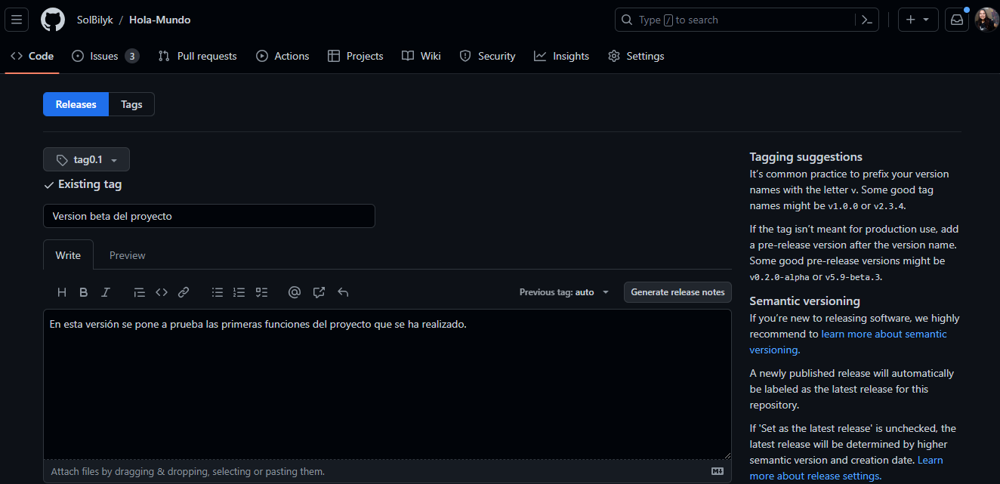 SolBilyk / Hola-Mundo
Type / to search
Code
Issues 3
Pull requests
Actions
Projects
Wiki
Security
Insights
Settings
Releases
Tags
tag0.1
Existing tag
Version beta del proyecto
Write
Preview
H B I
Previous tag: auto
Generate release notes
En esta versión se pone a prueba las primeras funciones del proyecto que se ha realizado.
Attach files by dragging & dropping, selecting or pasting them.
Tagging suggestions
It's common practice to prefix your version
names with the letter v. Some good tag
names might be v1.0.0 or v2.3.4.
If the tag isn't meant for production use, add
a pre-release version after the version name.
Some good pre-release versions might be
v0.2.0-alpha or v5.9-beta.3.
Semantic versioning
If you're new to releasing software, we highly
recommend to learn more about semantic
versioning.
A newly published release will automatically
be labeled as the latest release for this
repository.
If 'Set as the latest release' is unchecked, the
latest release will be determined by higher
semantic version and creation date. Learn
more about release settings.